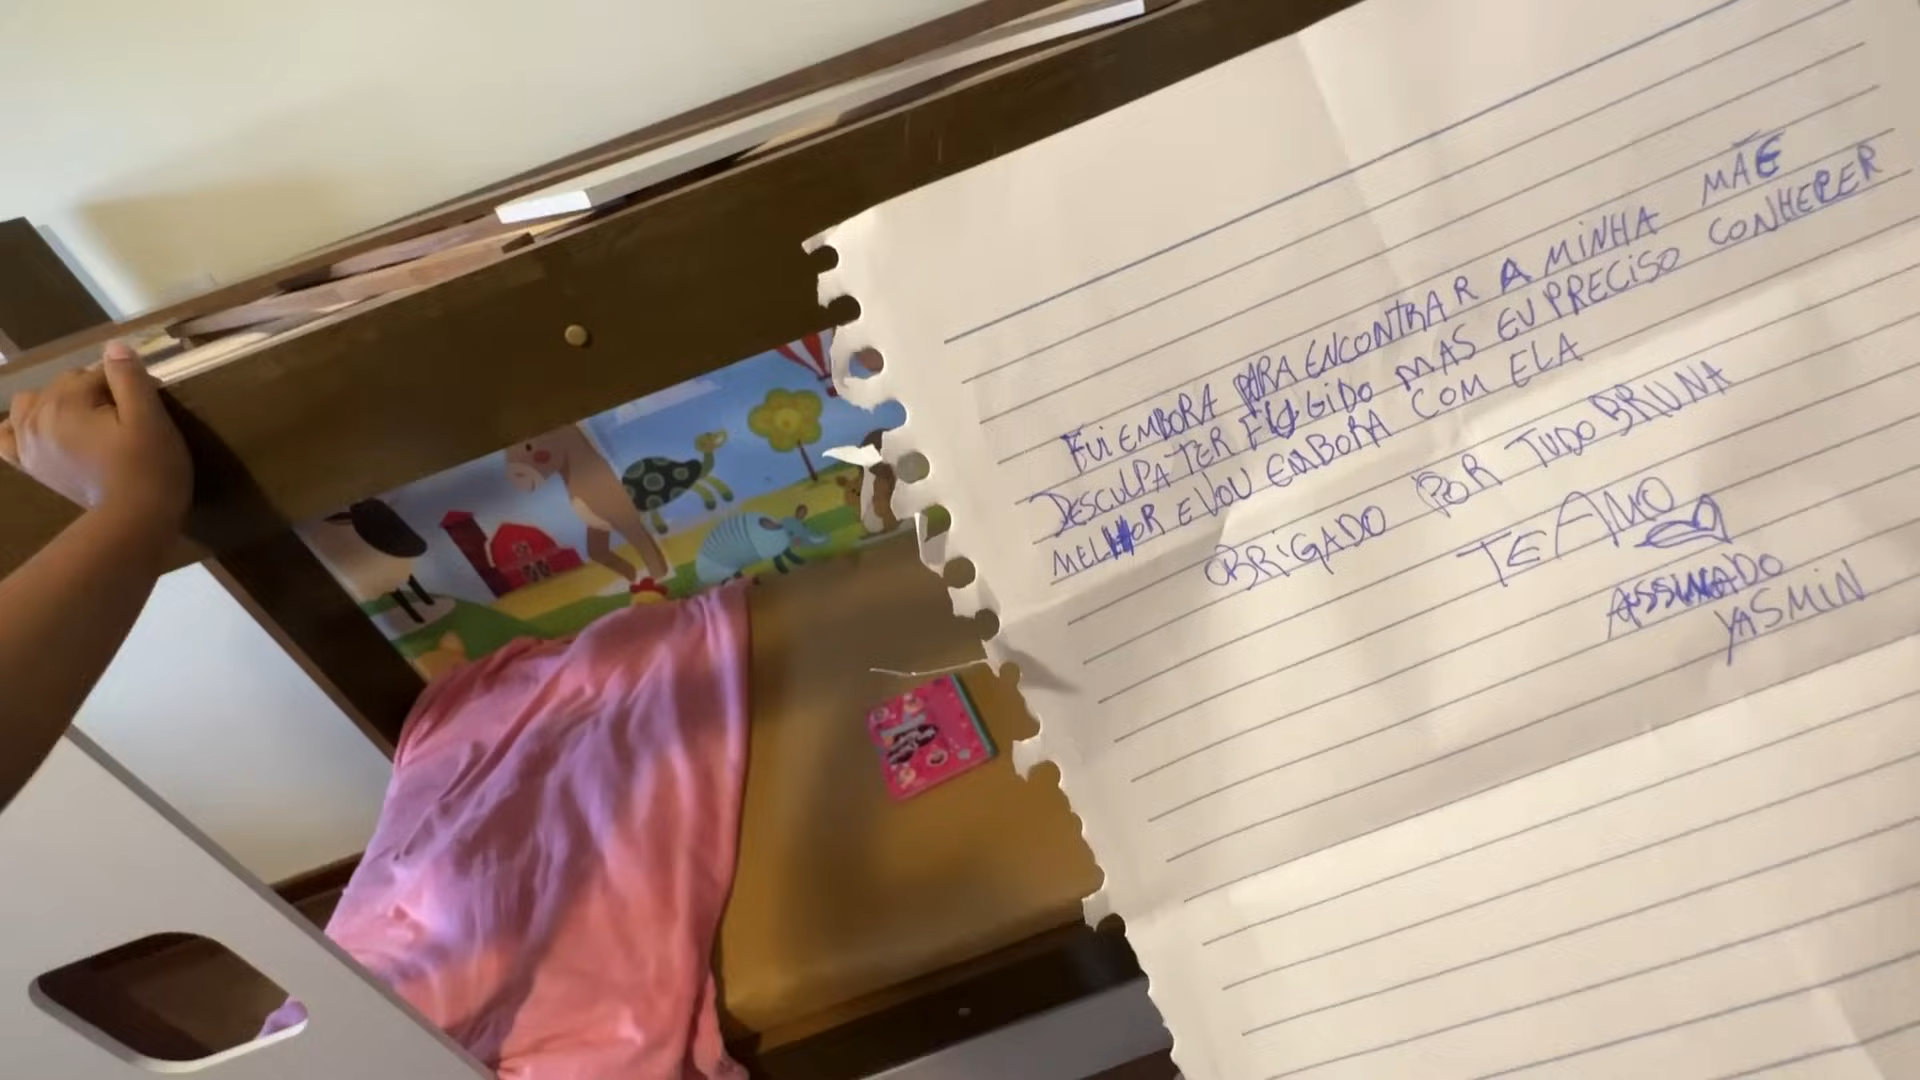 FUI EMBORA PARA ENCONTRAR A MINHA MÃE
DESCULPA TER FUGIDO MAS EU PRECISO CONHECER
MELHOR E VOU EMBORA COM ELA
OBRIGADO POR TUDO BRUNA
TE AMO
ASSINADO
YASMIN